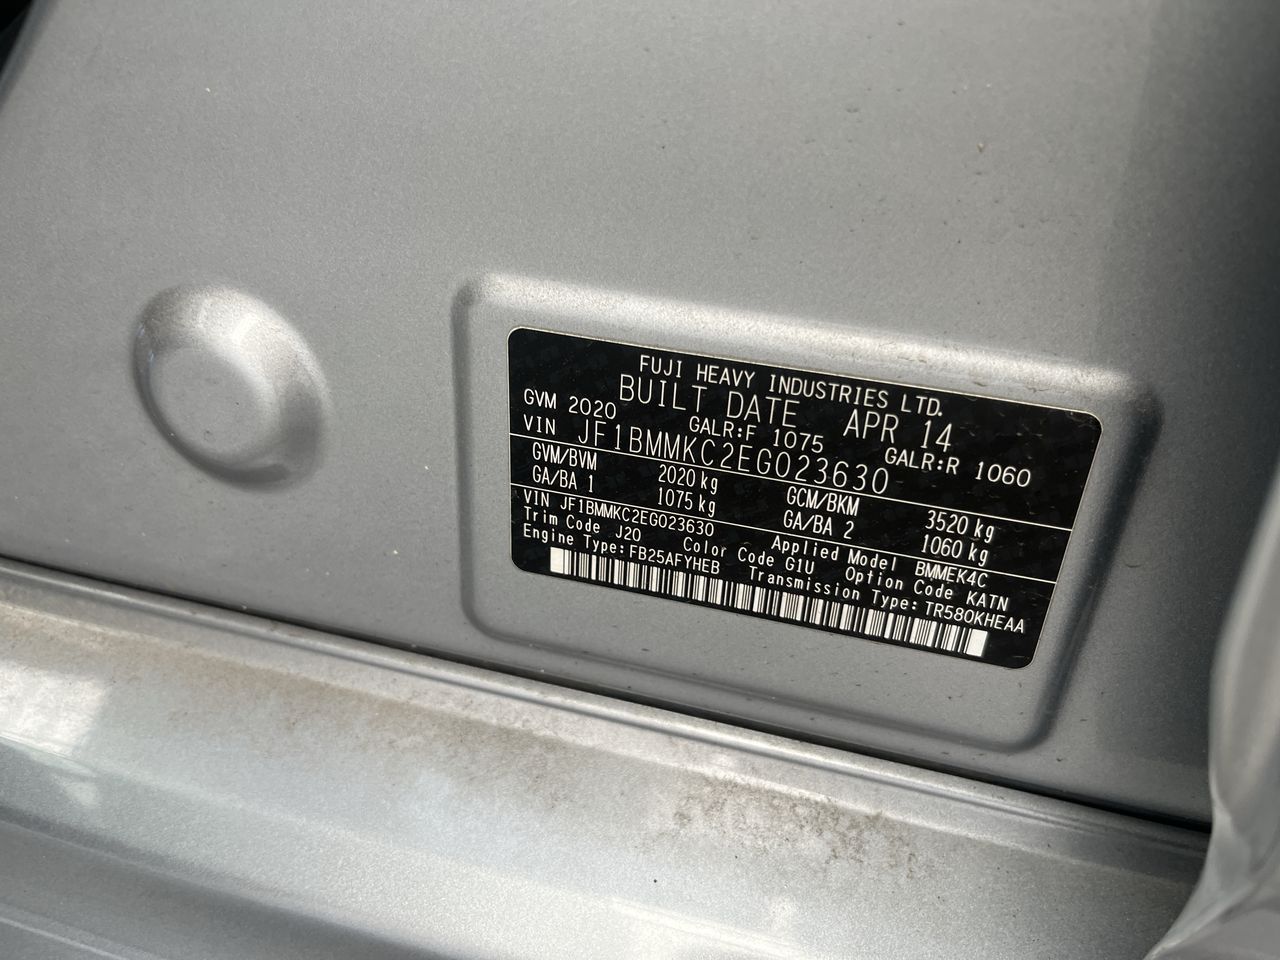 FUJI HEAVY INDUSTRIES LTD.
BUILT DATE APR 14
GVM 2020 GALR:F 1075 GALR:R 1060
VIN JF1BMMKC2EG023630
GVM/BVM 2020 kg GCM/BKM 3520 kg
GA/BA 1 1075 kg GA/BA 2 1060 kg
VIN JF1BMMKC2EG023630 Applied Model BMMEK4C
Trim Code J20 Color Code G1U Option Code KATN
Engine Type:FB25AFYHEB Transmission Type:TR580KHEAA